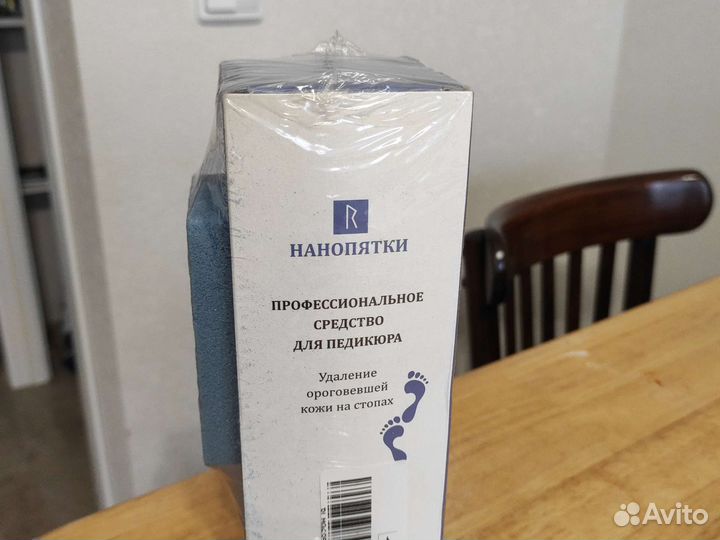 R
НАНОПЯТКИ
ПРОФЕССИОНАЛЬНОЕ
СРЕДСТВО
ДЛЯ ПЕДИКЮРА
Удаление
ороговевшей
кожи на стопах
Avito